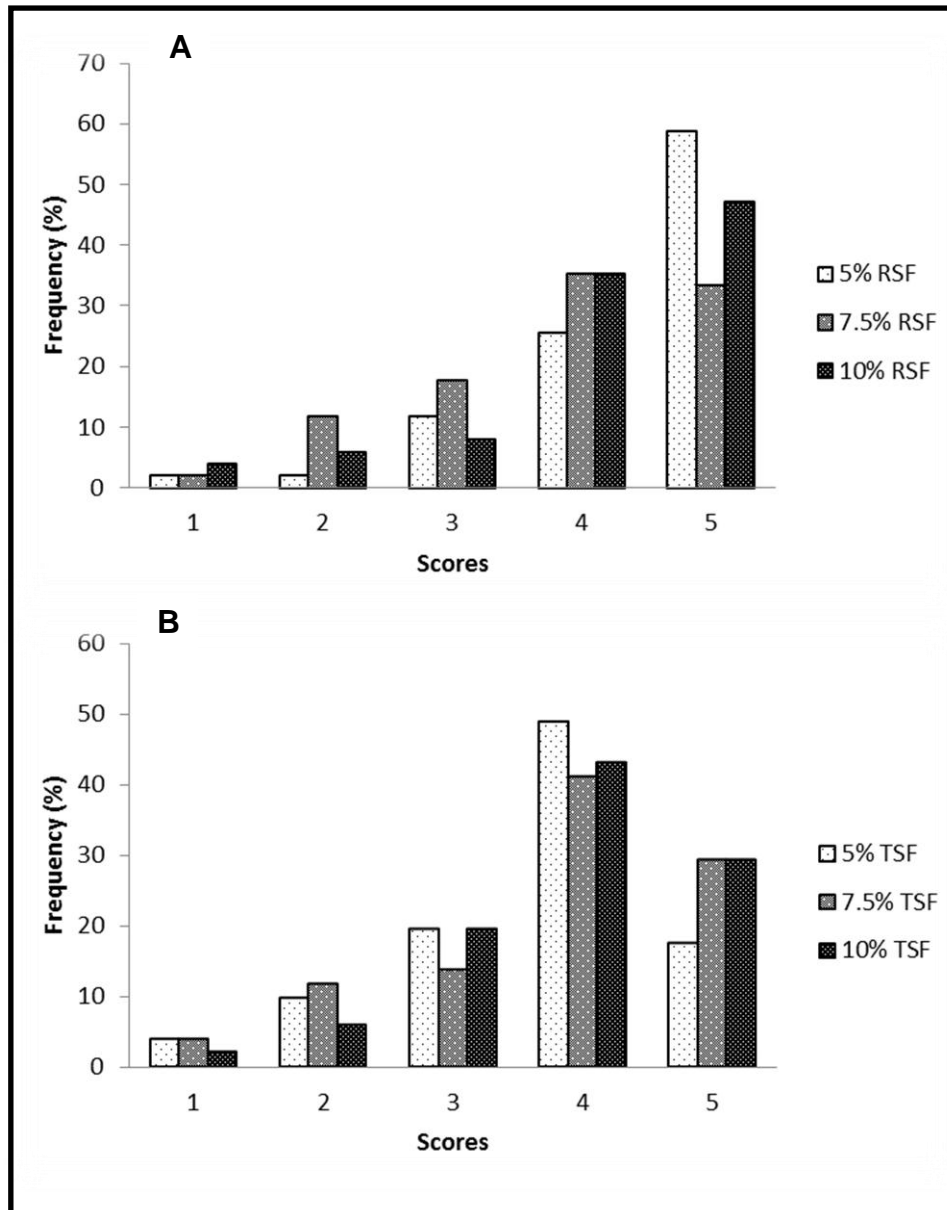 A
70
60
50
40
30
20
10
0
Frequency (%)
1 2 3 4 5
Scores
5% RSF
7.5% RSF
10% RSF
B
60
50
40
30
20
10
0
Frequency (%)
1 2 3 4 5
Scores
5% TSF
7.5% TSF
10% TSF